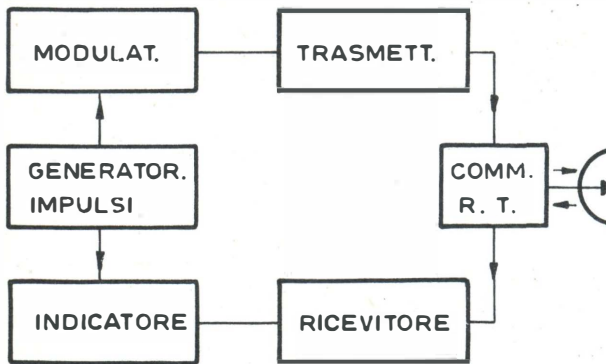 MODULAT.
TRASMETT.
GENERATOR.
IMPULSI
COMM.
R. T.
INDICATORE
RICEVITORE